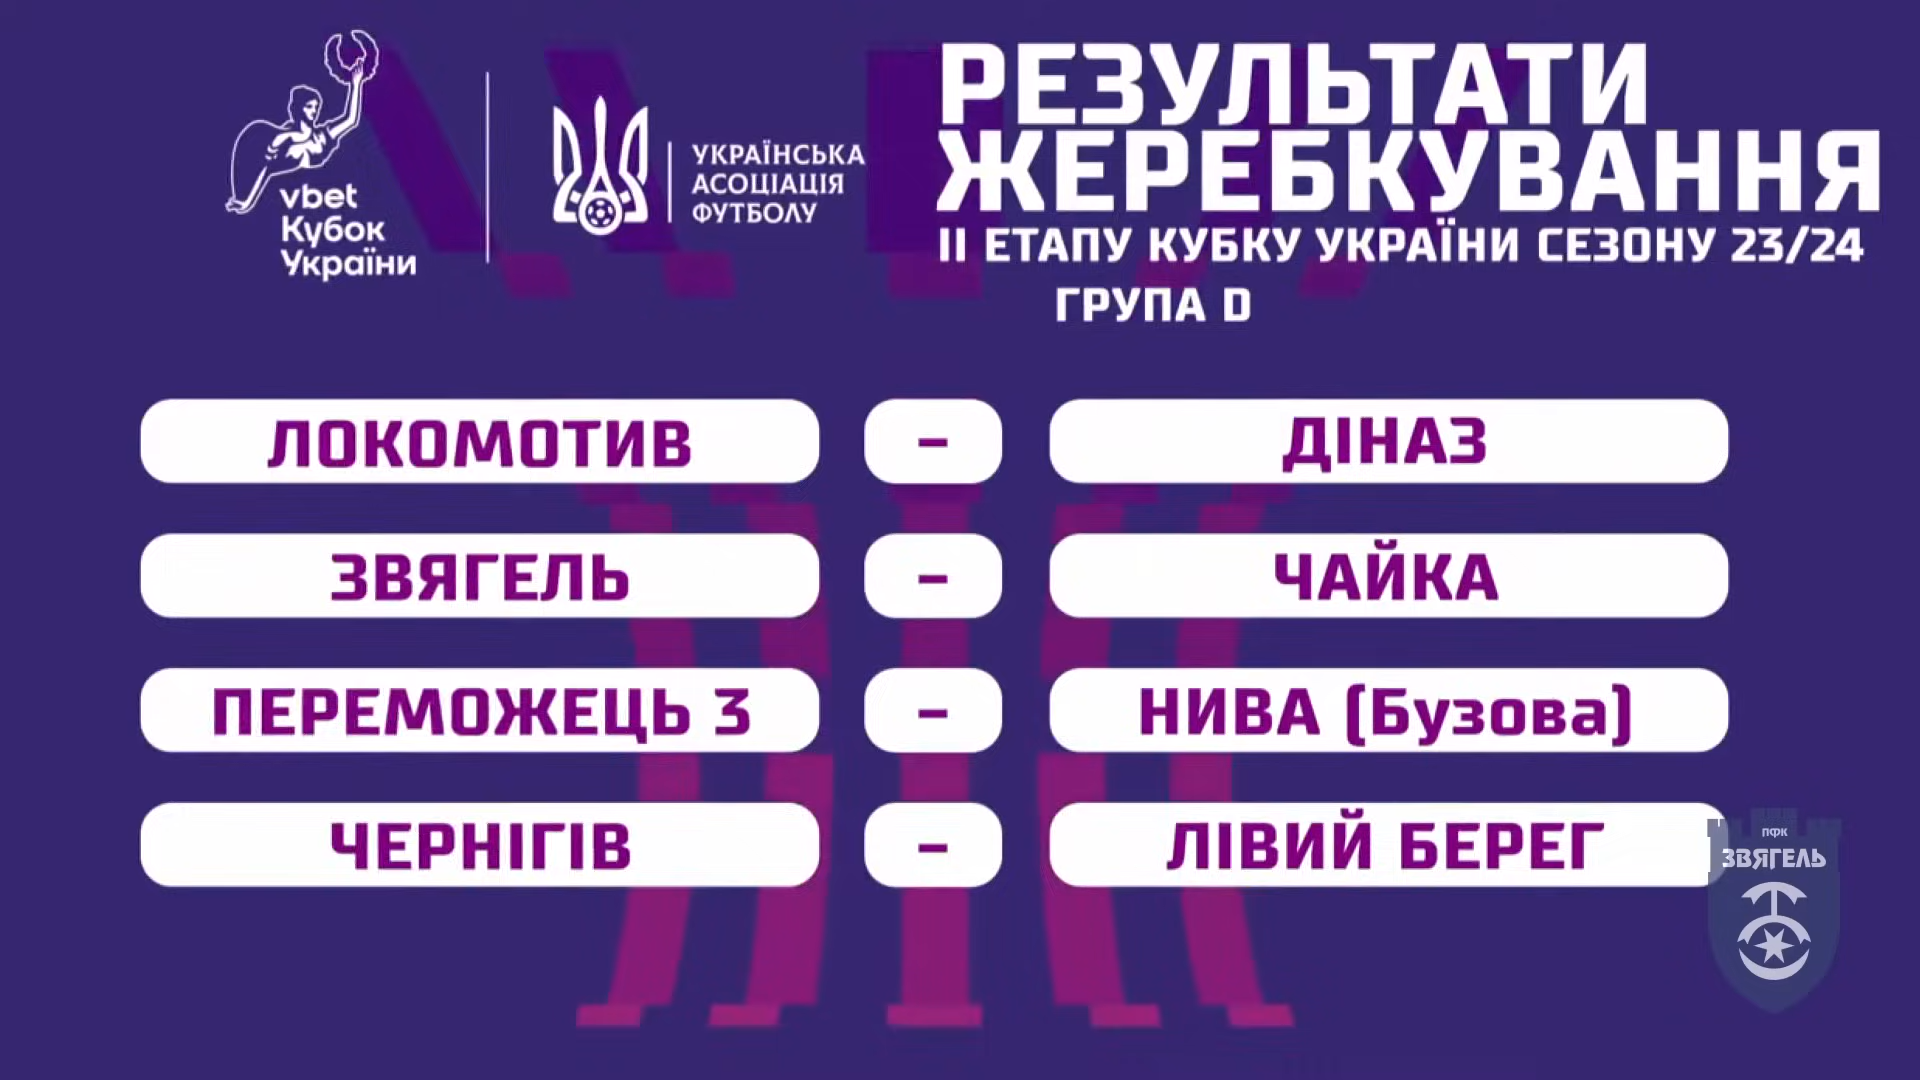 vbet
Кубок
України
УКРАЇНСЬКА
АСОЦІАЦІЯ
ФУТБОЛУ
РЕЗУЛЬТАТИ
ЖЕРЕБКУВАННЯ
II ЕТАПУ КУБКУ УКРАЇНИ СЕЗОНУ 23/24
ГРУПА D
ЛОКОМОТИВ – ДІНАЗ
ЗВЯГЕЛЬ – ЧАЙКА
ПЕРЕМОЖЕЦЬ 3 – НИВА (Бузова)
ЧЕРНІГІВ – ЛІВИЙ БЕРЕГ
ПФК
ЗВЯГЕЛЬ